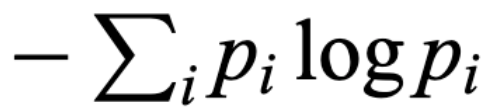 − ∑ᵢ pᵢ log pᵢ